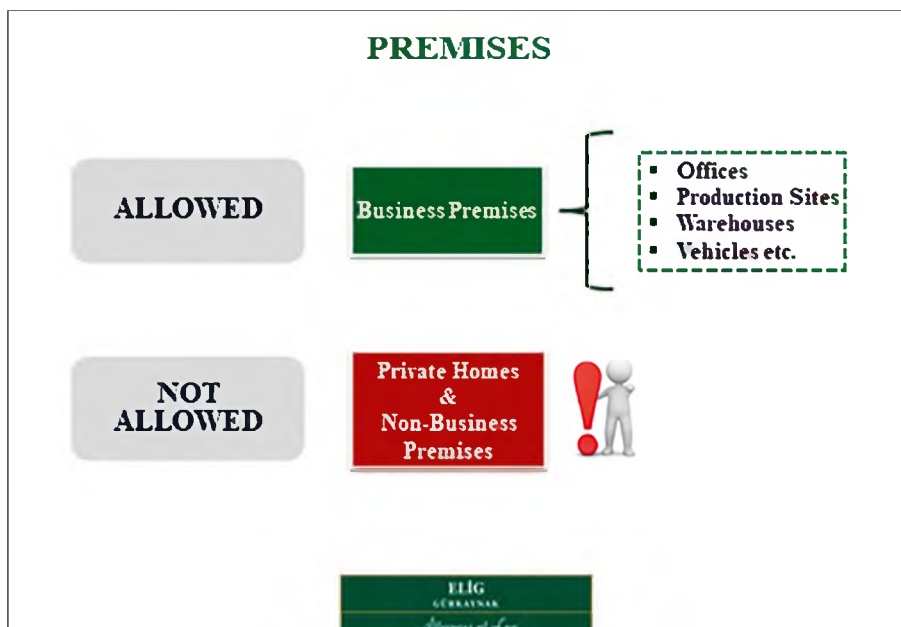 PREMISES
ALLOWED
Business Premises
▪ Offices
▪ Production Sites
▪ Warehouses
▪ Vehicles etc.
NOT
ALLOWED
Private Homes
&
Non-Business
Premises
ELİG
GÜRKAYNAK